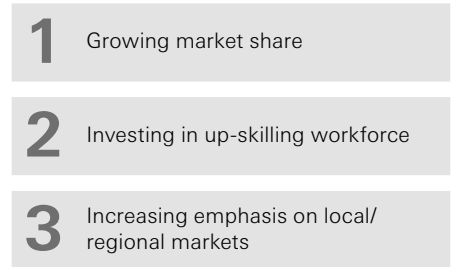 1 Growing market share
2 Investing in up-skilling workforce
3 Increasing emphasis on local/
regional markets